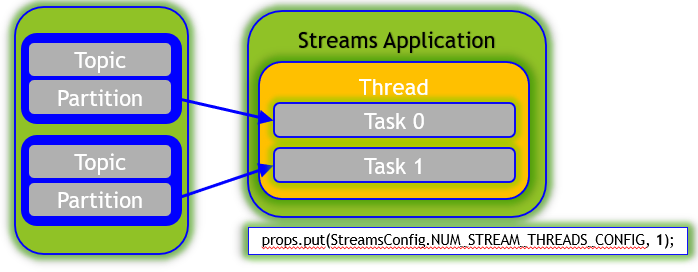 Topic
Partition
Topic
Partition
Streams Application
Thread
Task 0
Task 1
props.put(StreamsConfig.NUM_STREAM_THREADS_CONFIG, 1);